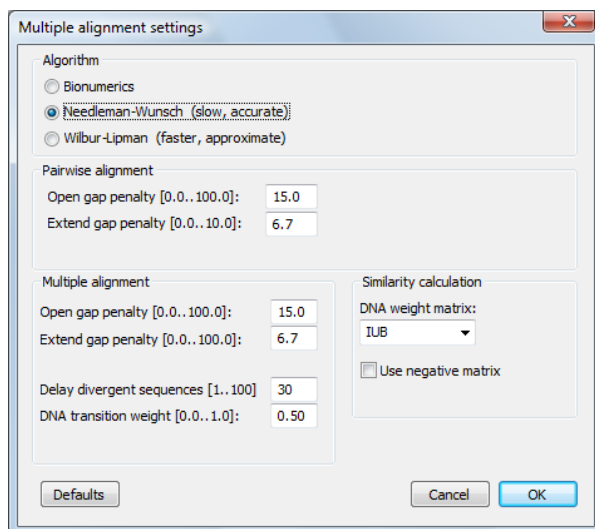 Multiple alignment settings
Algorithm
Bionumerics
Needleman-Wunsch (slow, accurate)
Wilbur-Lipman (faster, approximate)
Pairwise alignment
Open gap penalty [0.0..100.0]: 15.0
Extend gap penalty [0.0..10.0]: 6.7
Multiple alignment
Open gap penalty [0.0..100.0]: 15.0
Extend gap penalty [0.0..100.0]: 6.7
Delay divergent sequences [1..100] 30
DNA transition weight [0.0..1.0]: 0.50
Similarity calculation
DNA weight matrix:
IUB
Use negative matrix
Defaults
Cancel
OK